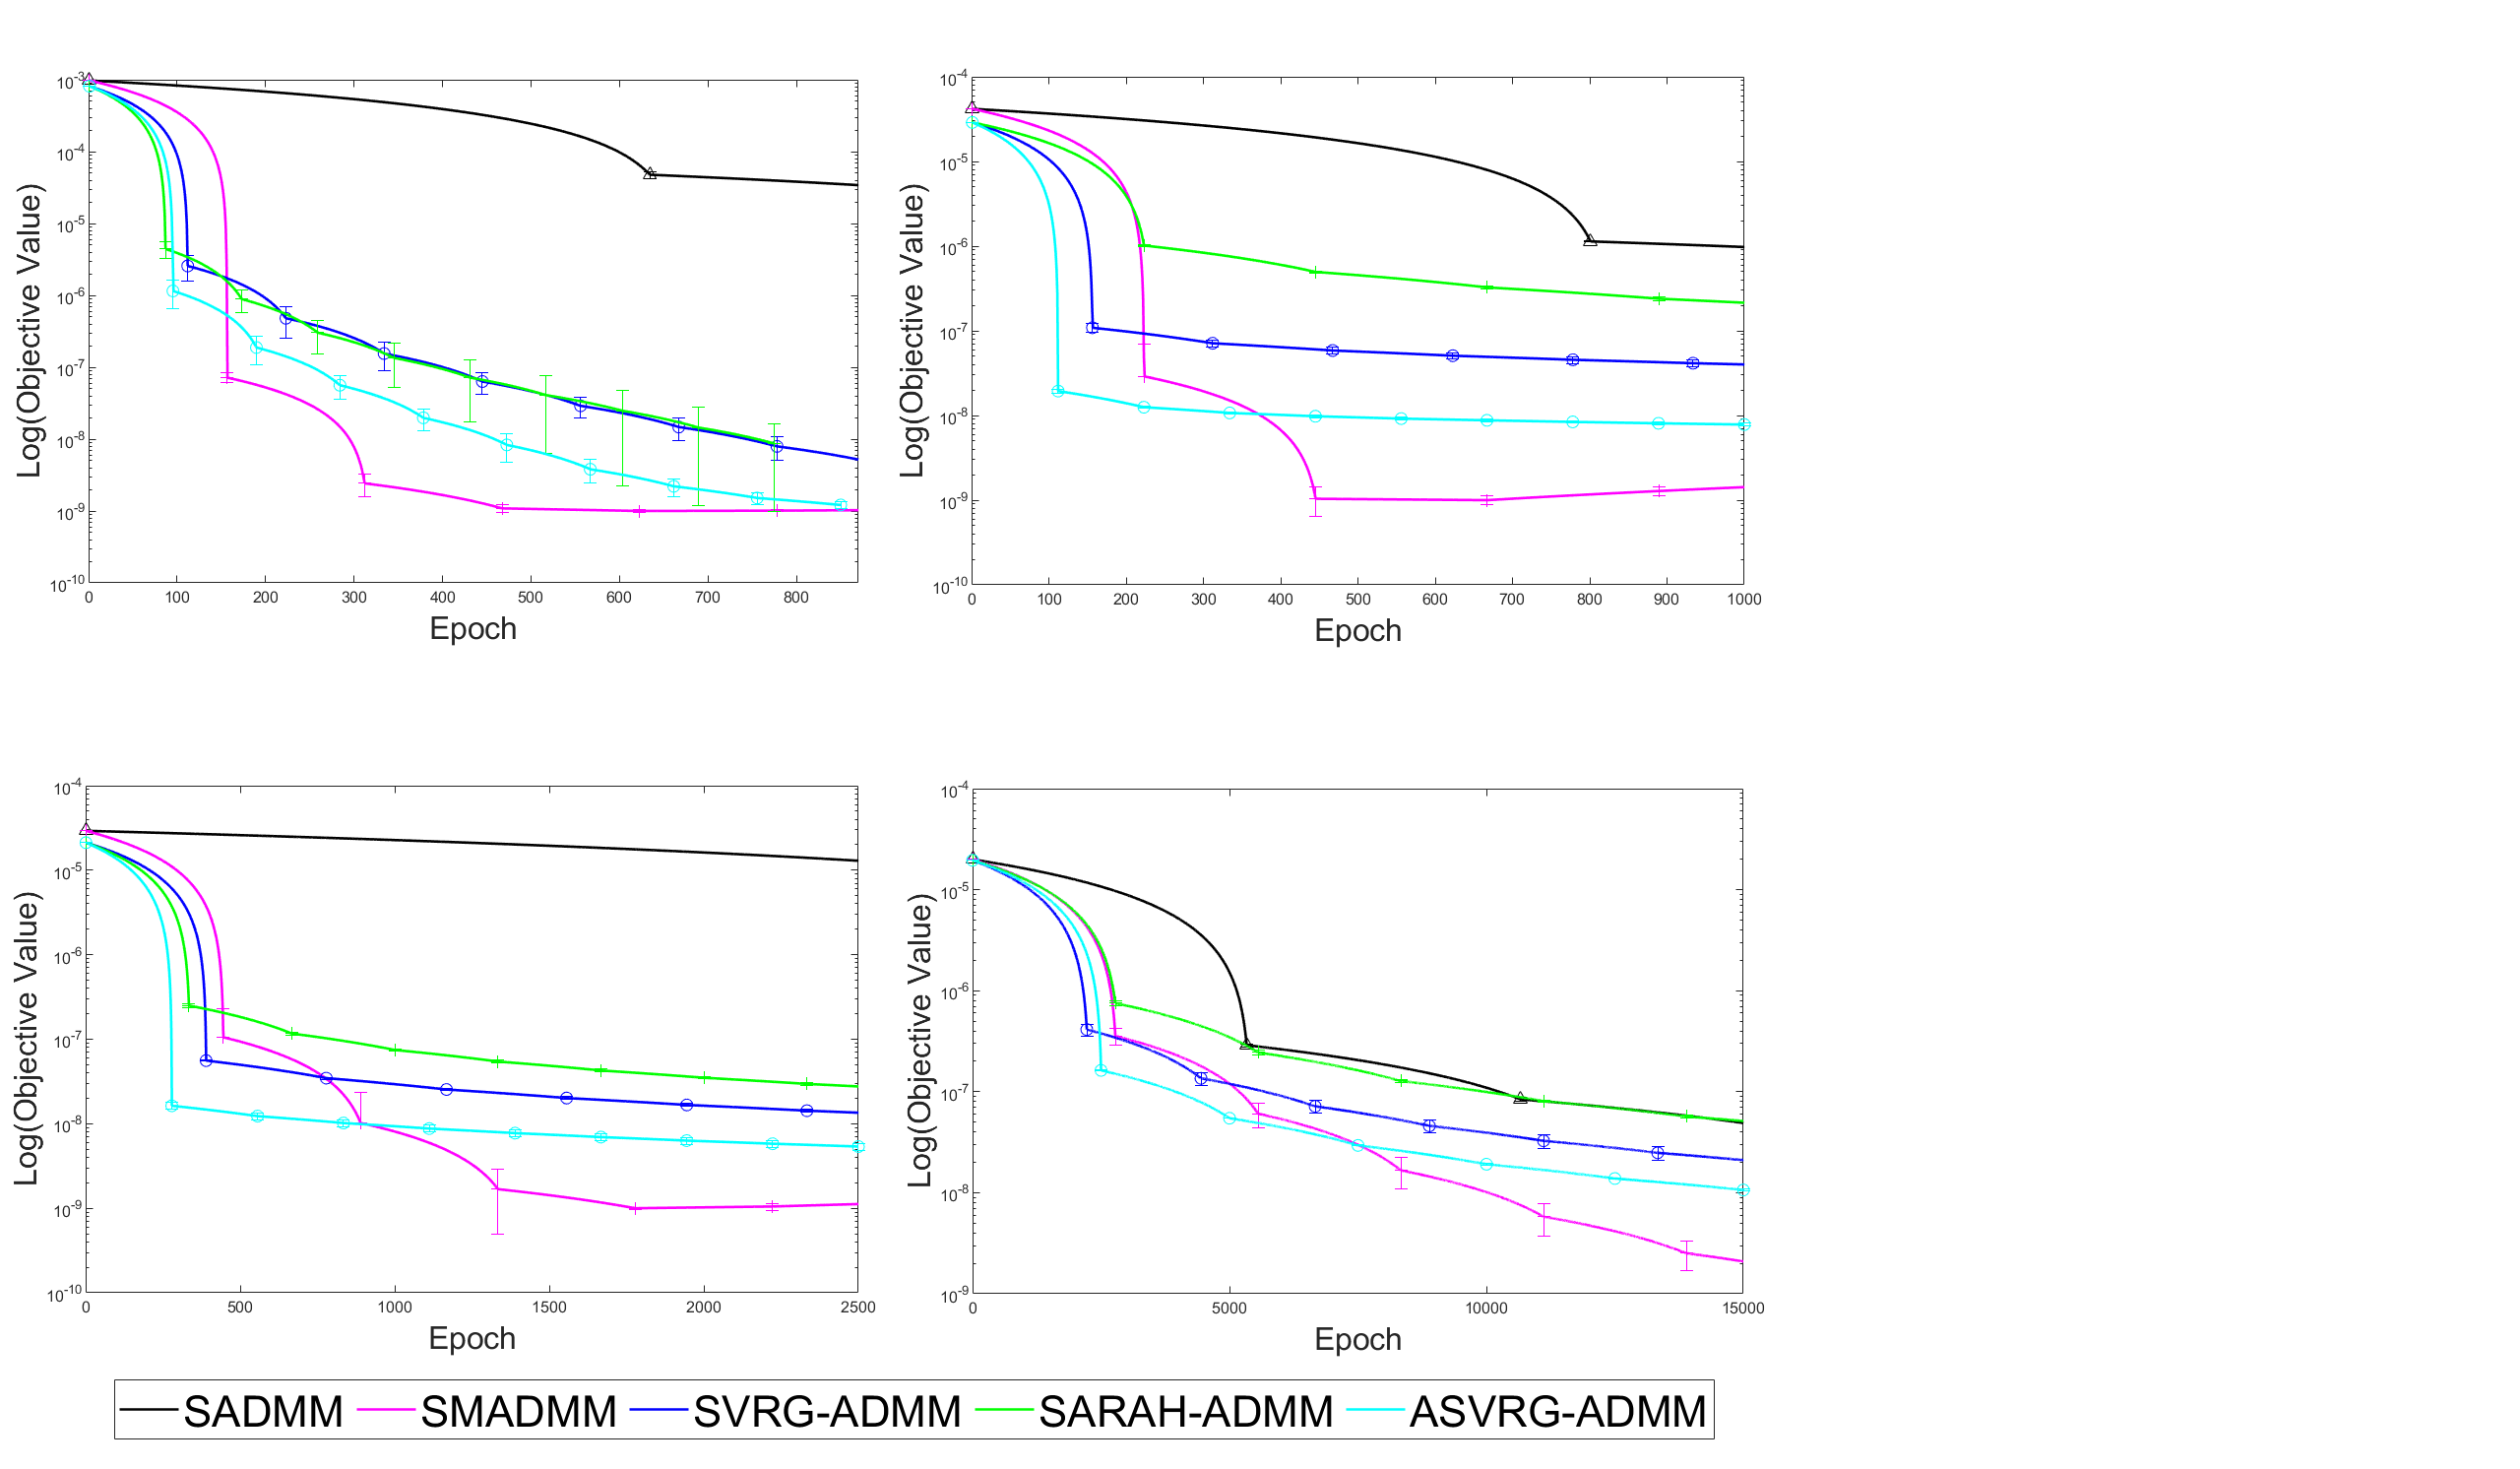 10-3
10-4
10-5
10-6
10-7
10-8
10-9
10-10
Log(Objective Value)
0 100 200 300 400 500 600 700 800
Epoch
10-4
10-5
10-6
10-7
10-8
10-9
10-10
Log(Objective Value)
0 100 200 300 400 500 600 700 800 900 1000
Epoch
10-4
10-5
10-6
10-7
10-8
10-9
10-10
Log(Objective Value)
0 500 1000 1500 2000 2500
Epoch
10-4
10-5
10-6
10-7
10-8
10-9
Log(Objective Value)
0 5000 10000 15000
Epoch
SADMM SMADMM SVRG-ADMM SARAH-ADMM ASVRG-ADMM